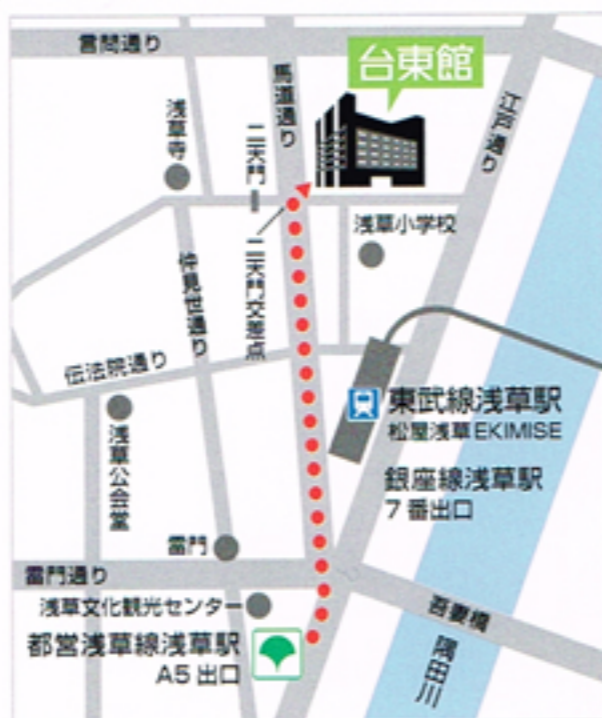 言問通り
台東館
馬道通り
江戸通り
浅草寺
二天門
浅草小学校
二天門交差点
仲見世通り
伝法院通り
東武線浅草駅
松屋浅草EKIMISE
浅草公会堂
銀座線浅草駅
7番出口
雷門
雷門通り
浅草文化観光センター
吾妻橋
都営浅草線浅草駅
A5出口
隅田川